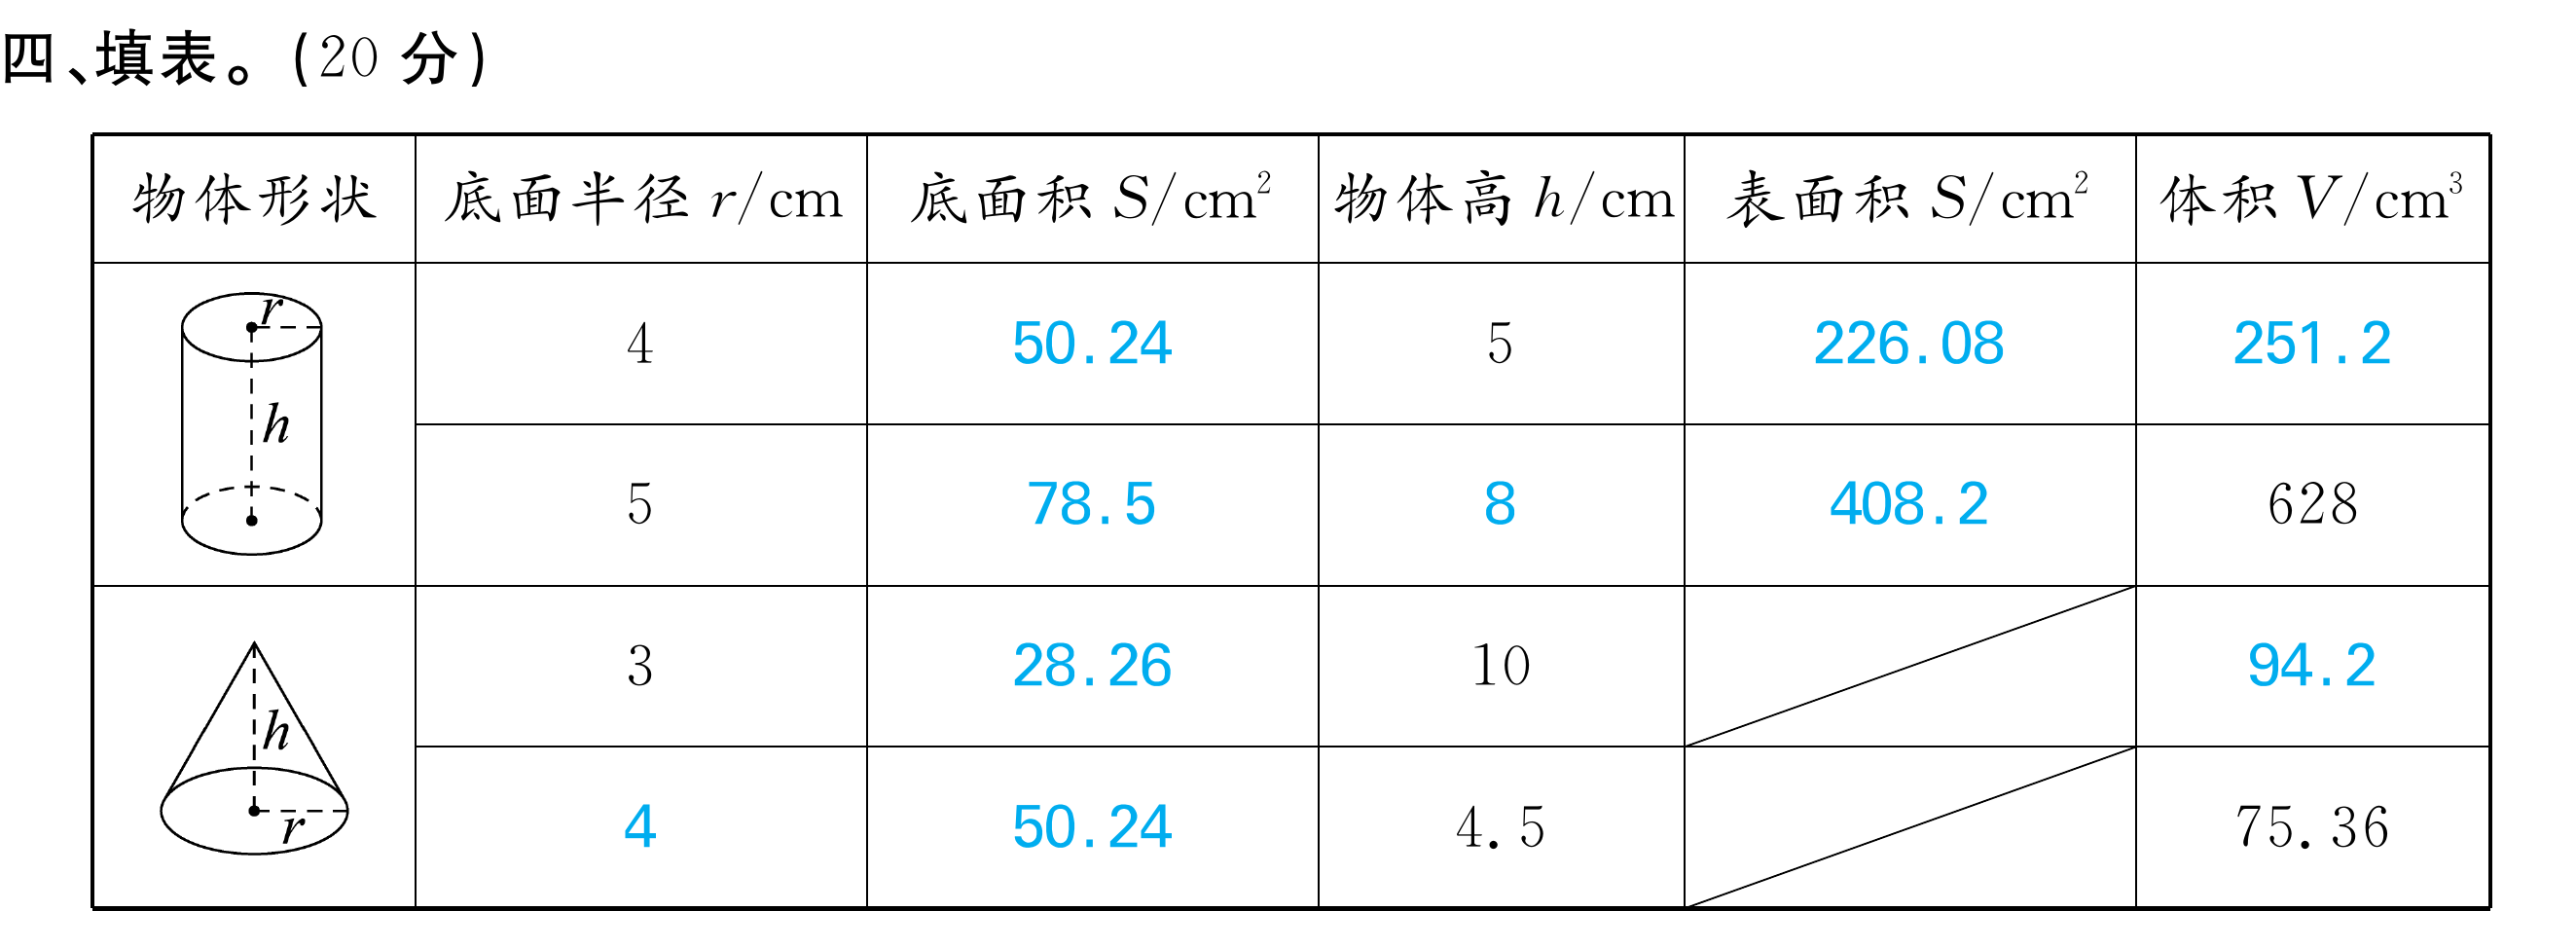 四、填表。(20 分)
物体形状 底面半径 r/cm 底面积 S/cm² 物体高 h/cm 表面积 S/cm² 体积 V/cm³
r
h
4 50.24 5 226.08 251.2
5 78.5 8 408.2 628
h
r
3 28.26 10 94.2
4 50.24 4.5 75.36